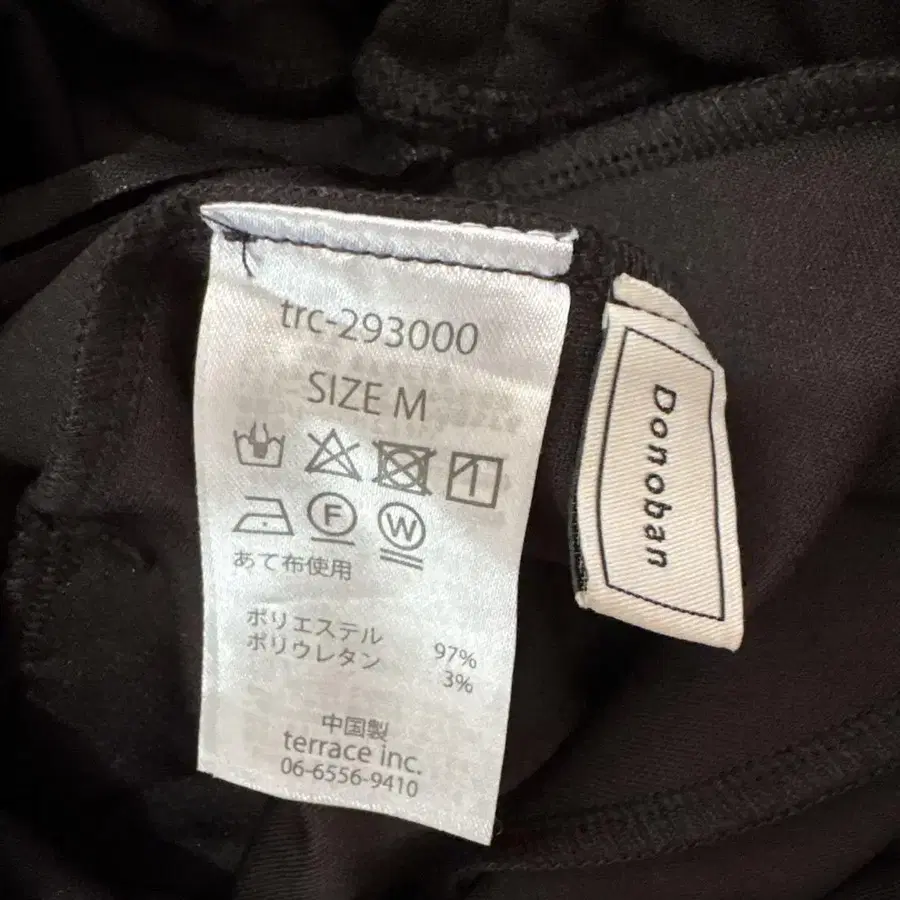 trc-293000
SIZE M
F
W
あて布使用
ポリエステル 97%
ポリウレタン 3%
中国製
terrace inc.
06-6556-9410
Donoban